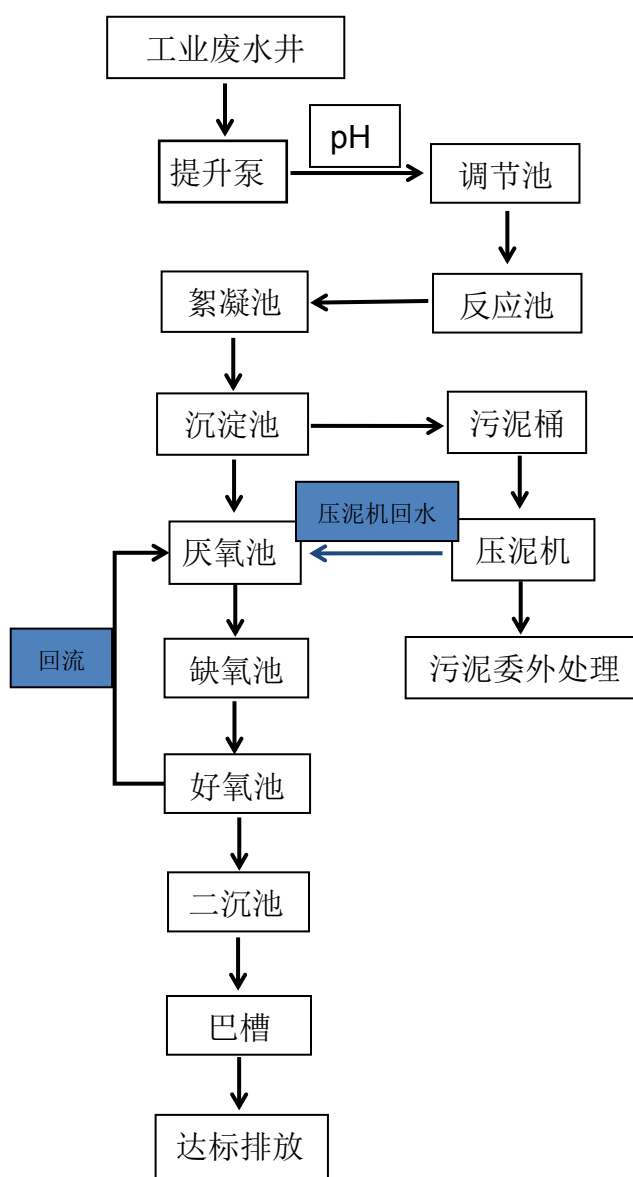 工业废水井
pH
提升泵
调节池
絮凝池
反应池
沉淀池
污泥桶
压泥机回水
厌氧池
压泥机
回流
缺氧池
污泥委外处理
好氧池
二沉池
巴槽
达标排放